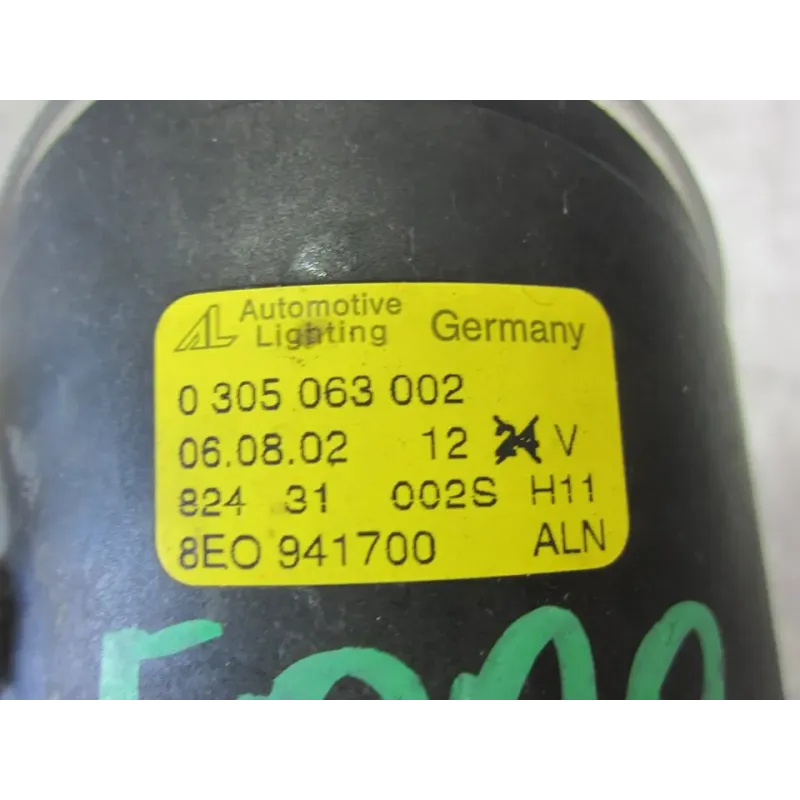 AL Automotive Lighting Germany
0 305 063 002
06.08.02 12 24 V
824 31 002S H11
8EO 941700 ALN